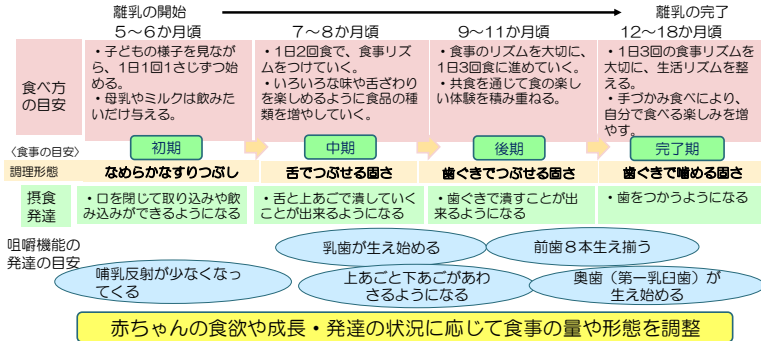 離乳の開始
離乳の完了
5～6か月頃
7～8か月頃
9～11か月頃
12～18か月頃
食べ方
の目安
・子どもの様子を見なが
ら、1日1回1さじずつ始
める。
・母乳やミルクは飲みた
いだけ与える。
・1日2回食で、食事リズ
ムをつけていく。
・いろいろな味や舌ざわり
を楽しめるように食品の種
類を増やしていく。
・食事のリズムを大切に、
1日3回食に進めていく。
・共食を通じて食の楽し
い体験を積み重ねる。
・1日3回の食事リズムを
大切に、生活リズムを整
える。
・手づかみ食べにより、
自分で食べる楽しみを増
やす。
〈食事の目安〉
初期
中期
後期
完了期
調理形態
なめらかなすりつぶし
舌でつぶせる固さ
歯ぐきでつぶせる固さ
歯ぐきで噛める固さ
摂食
発達
・口を閉じて取り込みや飲
み込みができるようになる
・舌と上あごで潰していく
ことが出来るようになる
・歯ぐきで潰すことが出
来るようになる
・歯をつかうようになる
咀嚼機能の
発達の目安
哺乳反射が少なくなっ
てくる
乳歯が生え始める
上あごと下あごがあわ
さるようになる
前歯8本生え揃う
奥歯（第一乳臼歯）が
生え始める
赤ちゃんの食欲や成長・発達の状況に応じて食事の量や形態を調整